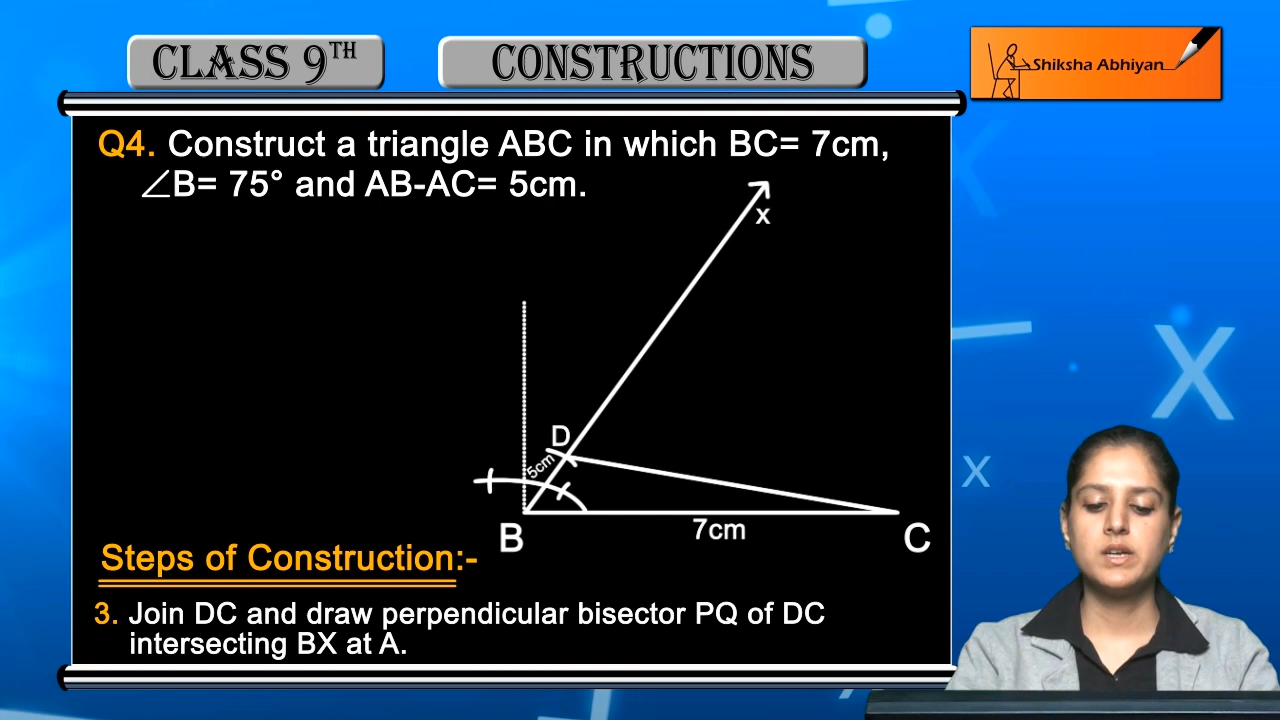 CLASS 9TH
CONSTRUCTIONS
Shiksha Abhiyan
Q4. Construct a triangle ABC in which BC= 7cm,
∠B= 75° and AB-AC= 5cm.
x
D
5cm
B
7cm
C
Steps of Construction:-
3. Join DC and draw perpendicular bisector PQ of DC
intersecting BX at A.
X
x